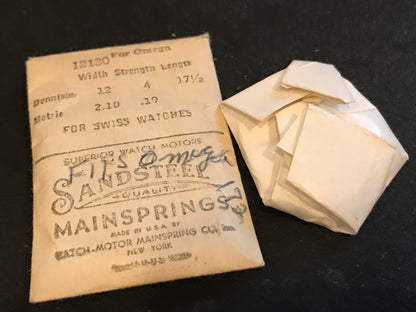 For Omega
12130
Width Strength Length
Dennison 12 4 17½
Metric 2.10 .19
FOR SWISS WATCHES
SUPERIOR WATCH MOTORS
FITS Omega
SANDSTEEL
QUALITY
MAINSPRINGS
MADE IN U.S.A. BY
WATCH-MOTOR MAINSPRING CO.,
NEW YORK